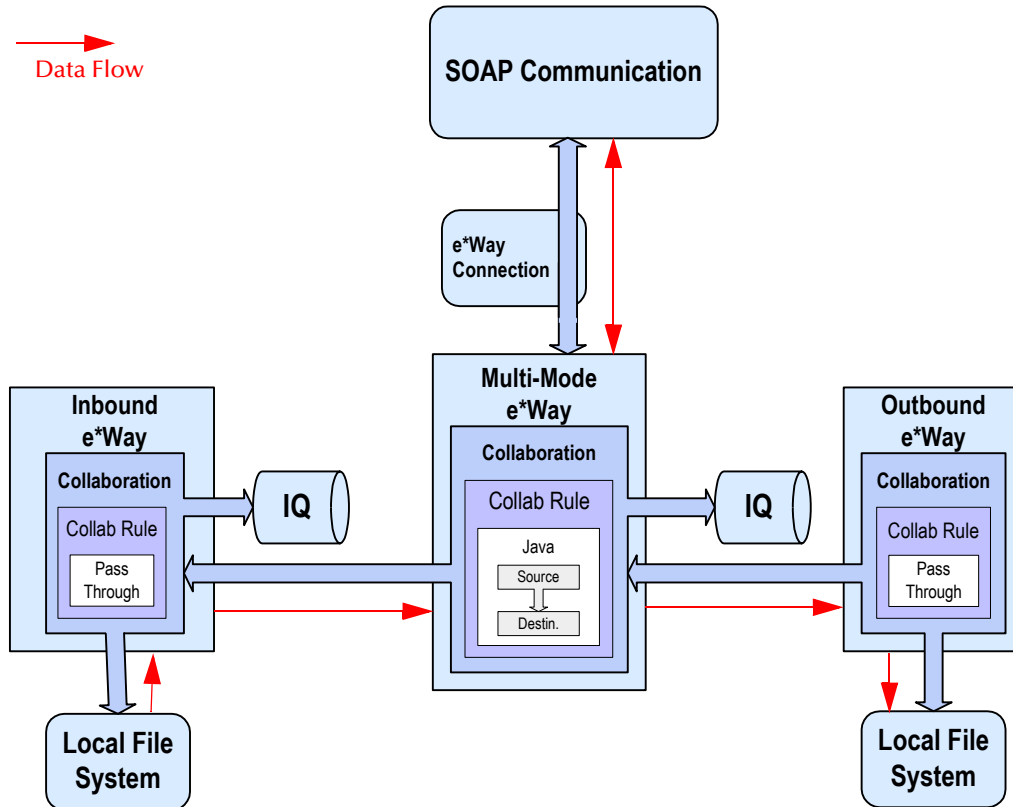 Data Flow
SOAP Communication
e*Way
Connection
Inbound
e*Way
Collaboration
Collab Rule
Pass
Through
IQ
Local File
System
Multi-Mode
e*Way
Collaboration
Collab Rule
Java
Source
Destin.
IQ
Outbound
e*Way
Collaboration
Collab Rule
Pass
Through
Local File
System